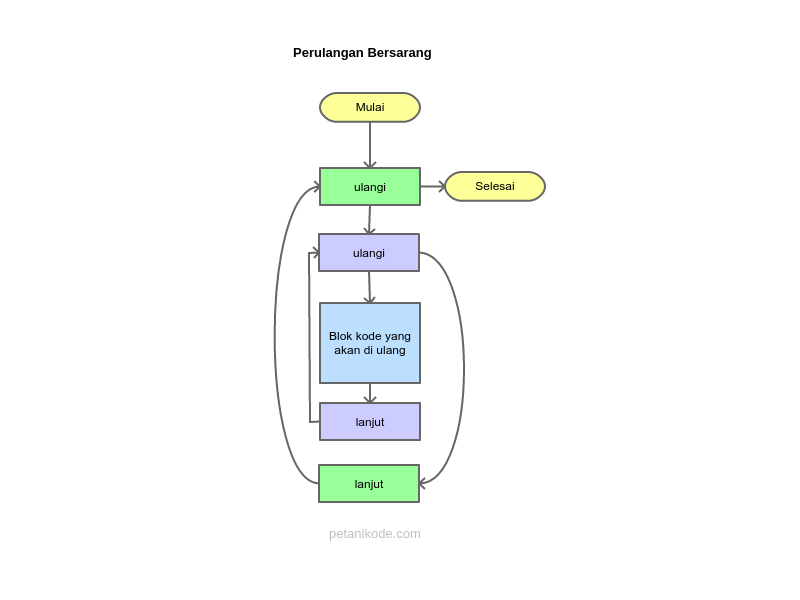 Perulangan Bersarang
Mulai
ulangi
Selesai
ulangi
Blok kode yang
akan di ulang
lanjut
lanjut
petanikode.com